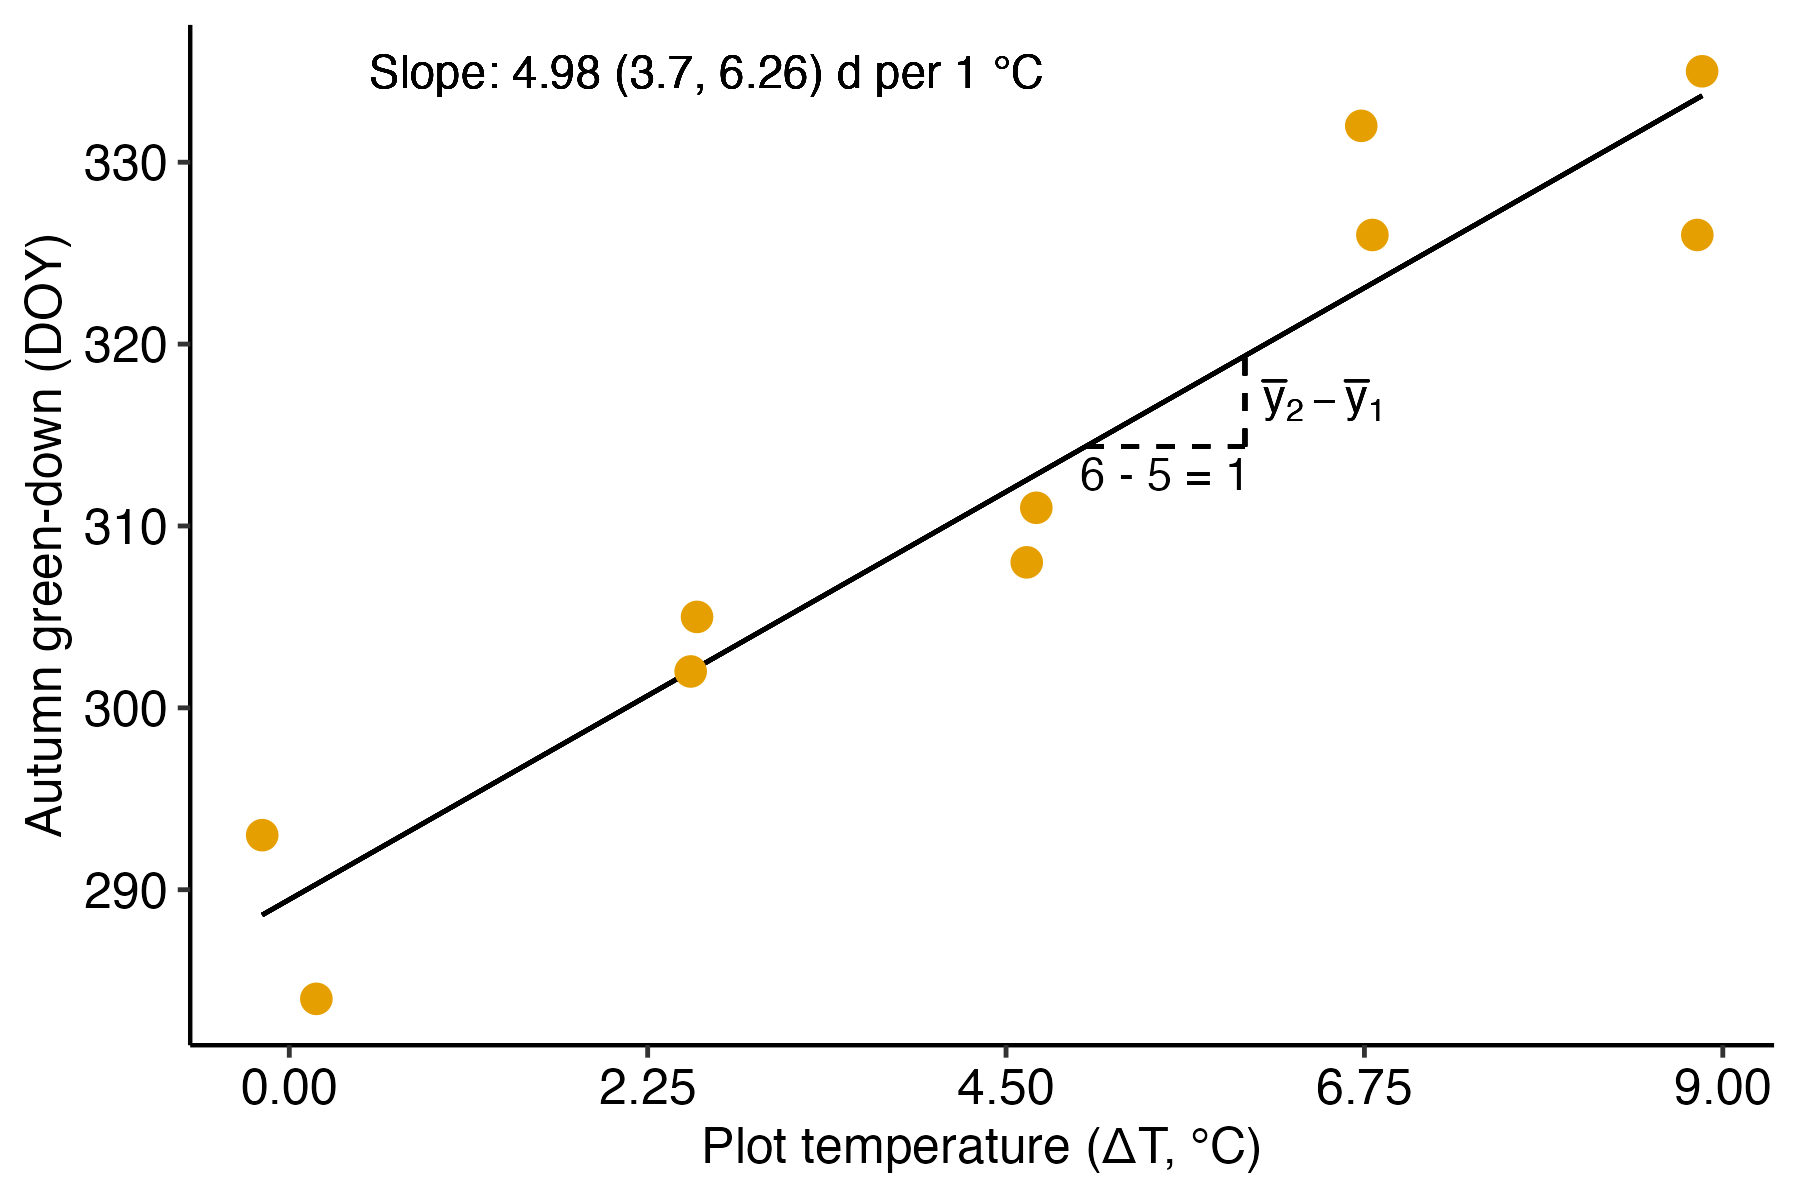 Slope: 4.98 (3.7, 6.26) d per 1 °C
330
320
310
300
290
Autumn green-down (DOY)
y̅₂ – y̅₁
6 - 5 = 1
0.00 2.25 4.50 6.75 9.00
Plot temperature (ΔT, °C)